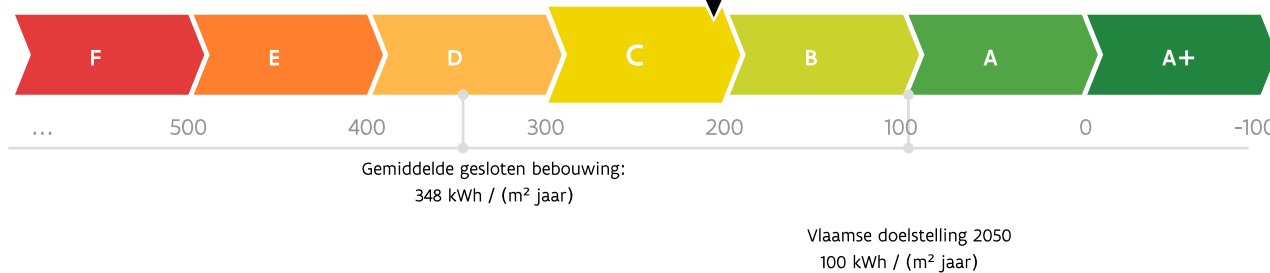 F E D C B A A+
... 500 400 300 200 100 0 -100
Gemiddelde gesloten bebouwing:
348 kWh / (m² jaar)
Vlaamse doelstelling 2050
100 kWh / (m² jaar)